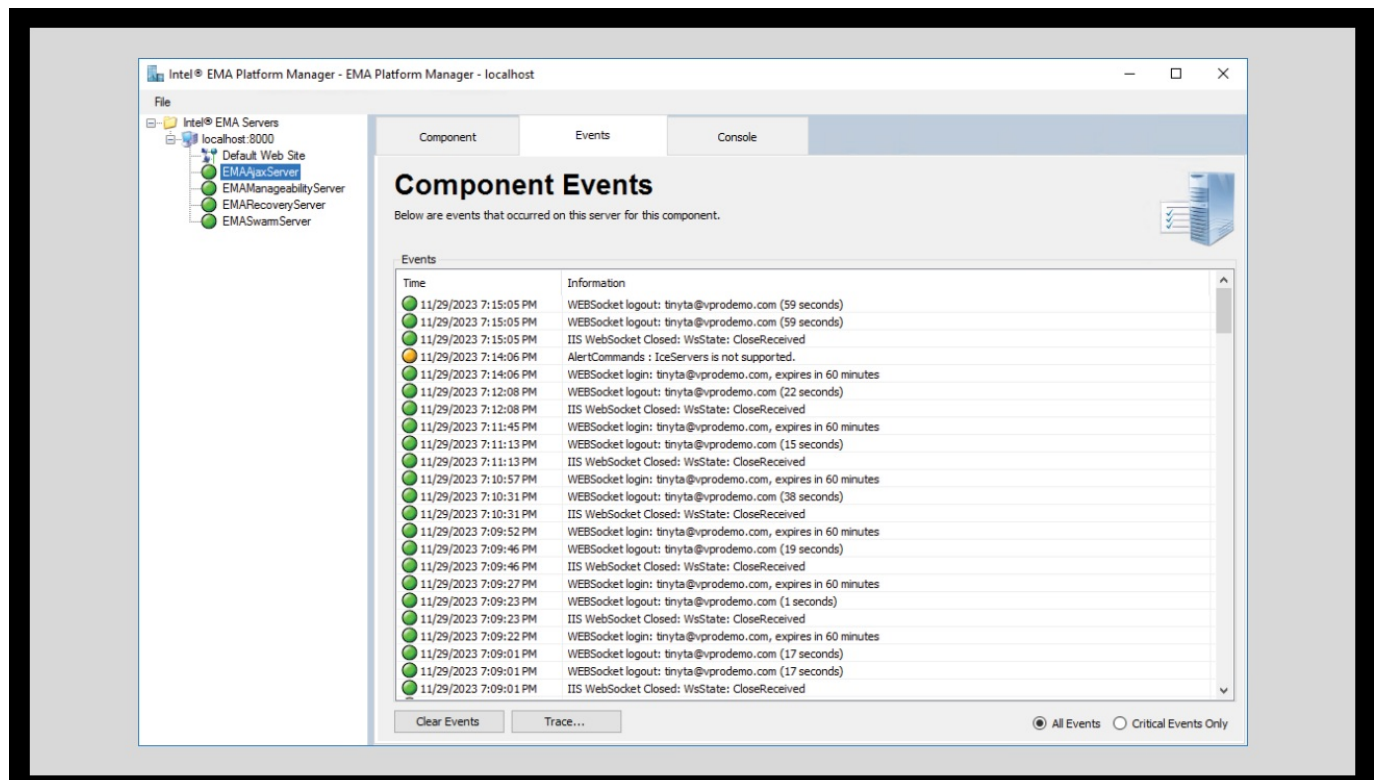 Intel® EMA Platform Manager - EMA Platform Manager - localhost
File
Intel® EMA Servers
localhost:8000
Default Web Site
EMAAjaxServer
EMAManageabilityServer
EMARecoveryServer
EMASwarmServer
Component Events Console
Component Events
Below are events that occurred on this server for this component.
Events
Time Information
11/29/2023 7:15:05 PM WEBSocket logout: tinyta@vprodemo.com (59 seconds)
11/29/2023 7:15:05 PM WEBSocket logout: tinyta@vprodemo.com (59 seconds)
11/29/2023 7:15:05 PM IIS WebSocket Closed: WsState: CloseReceived
11/29/2023 7:14:06 PM AlertCommands : IceServers is not supported.
11/29/2023 7:14:06 PM WEBSocket login: tinyta@vprodemo.com, expires in 60 minutes
11/29/2023 7:12:08 PM WEBSocket logout: tinyta@vprodemo.com (22 seconds)
11/29/2023 7:12:08 PM IIS WebSocket Closed: WsState: CloseReceived
11/29/2023 7:11:45 PM WEBSocket login: tinyta@vprodemo.com, expires in 60 minutes
11/29/2023 7:11:13 PM WEBSocket logout: tinyta@vprodemo.com (15 seconds)
11/29/2023 7:11:13 PM IIS WebSocket Closed: WsState: CloseReceived
11/29/2023 7:10:57 PM WEBSocket login: tinyta@vprodemo.com, expires in 60 minutes
11/29/2023 7:10:31 PM WEBSocket logout: tinyta@vprodemo.com (38 seconds)
11/29/2023 7:10:31 PM IIS WebSocket Closed: WsState: CloseReceived
11/29/2023 7:09:52 PM WEBSocket login: tinyta@vprodemo.com, expires in 60 minutes
11/29/2023 7:09:46 PM WEBSocket logout: tinyta@vprodemo.com (19 seconds)
11/29/2023 7:09:46 PM IIS WebSocket Closed: WsState: CloseReceived
11/29/2023 7:09:27 PM WEBSocket login: tinyta@vprodemo.com, expires in 60 minutes
11/29/2023 7:09:23 PM WEBSocket logout: tinyta@vprodemo.com (1 seconds)
11/29/2023 7:09:23 PM IIS WebSocket Closed: WsState: CloseReceived
11/29/2023 7:09:22 PM WEBSocket login: tinyta@vprodemo.com, expires in 60 minutes
11/29/2023 7:09:01 PM WEBSocket logout: tinyta@vprodemo.com (17 seconds)
11/29/2023 7:09:01 PM WEBSocket logout: tinyta@vprodemo.com (17 seconds)
11/29/2023 7:09:01 PM IIS WebSocket Closed: WsState: CloseReceived
Clear Events Trace... All Events Critical Events Only